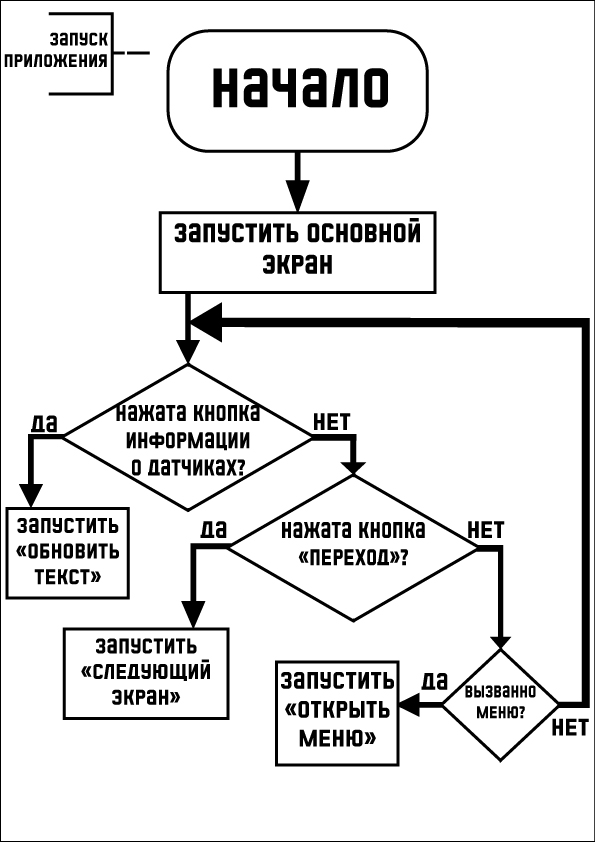 ЗАПУСК
ПРИЛОЖЕНИЯ
НАЧАЛО
ЗАПУСТИТЬ ОСНОВНОЙ
ЭКРАН
ДА
НАЖАТА КНОПКА
ИНФОРМАЦИИ
О ДАТЧИКАХ?
НЕТ
ЗАПУСТИТЬ
«ОБНОВИТЬ
ТЕКСТ»
ДА
НАЖАТА КНОПКА
«ПЕРЕХОД»?
НЕТ
ЗАПУСТИТЬ
«СЛЕДУЮЩИЙ
ЭКРАН»
ЗАПУСТИТЬ
«ОТКРЫТЬ
МЕНЮ»
ДА
ВЫЗВАННО
МЕНЮ?
НЕТ